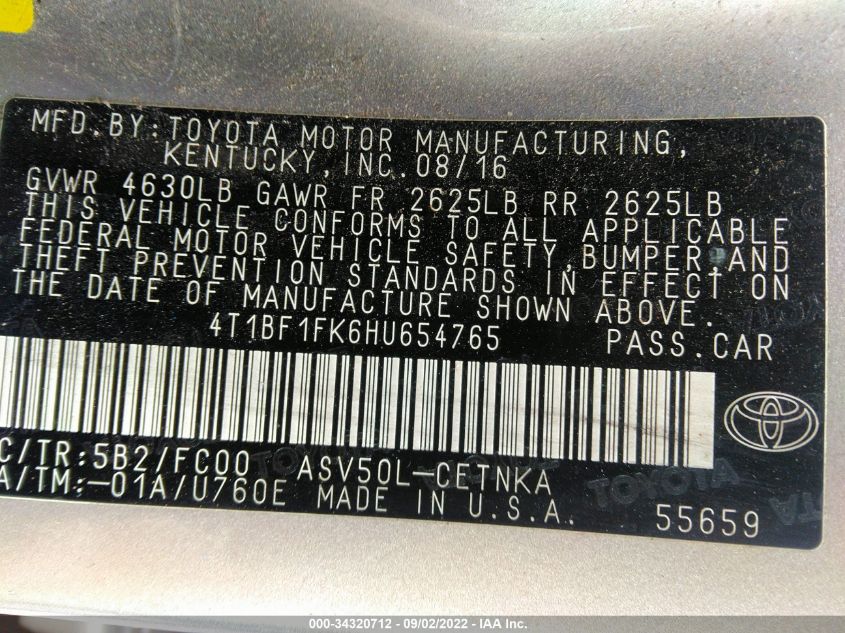 MFD.BY:TOYOTA MOTOR MANUFACTURING,
KENTUCKY,INC.08/16
GVWR 4630LB GAWR FR 2625LB RR 2625LB
THIS VEHICLE CONFORMS TO ALL APPLICABLE
FEDERAL MOTOR VEHICLE SAFETY,BUMPER,AND
THEFT PREVENTION STANDARDS IN EFFECT ON
THE DATE OF MANUFACTURE SHOWN ABOVE.
4T1BF1FK6HU654765 PASS.CAR
C/TR:5B2/FC00 ASV50L-CETNKA
A/TM:-01A/U760E MADE IN U.S.A. 55659
000-34320712 - 09/02/2022 - IAA Inc.